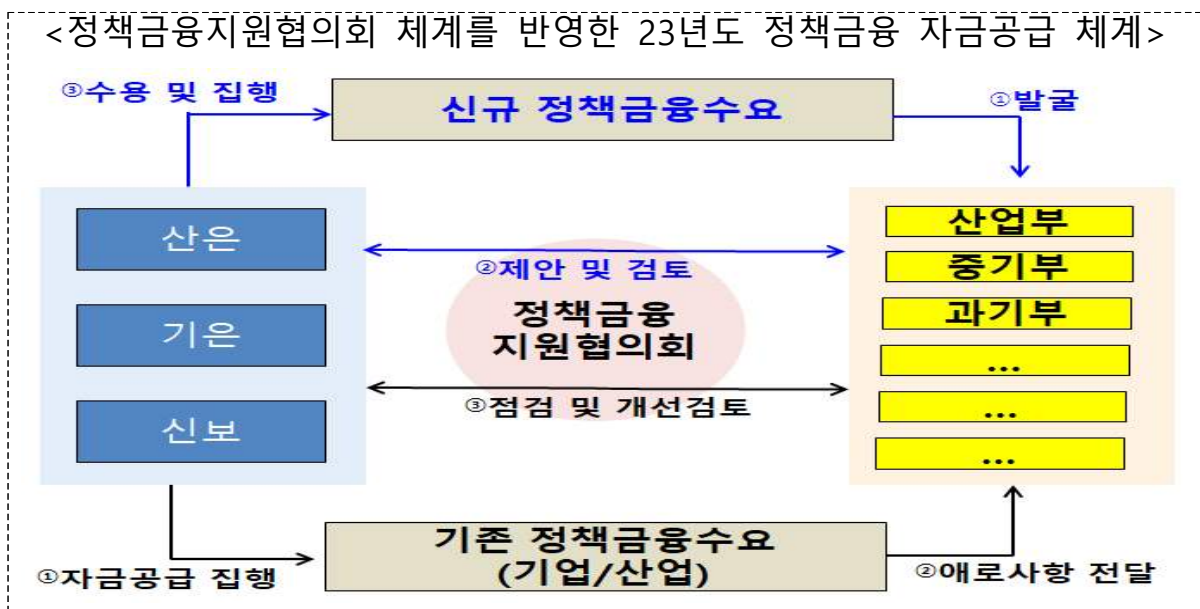 <정책금융지원협의회 체계를 반영한 23년도 정책금융 자금공급 체계>
③수용 및 집행
신규 정책금융수요
①발굴
산은
기은
신보
②제안 및 검토
정책금융
지원협의회
③점검 및 개선검토
산업부
중기부
과기부
...
...
...
①자금공급 집행
기존 정책금융수요
(기업/산업)
②애로사항 전달